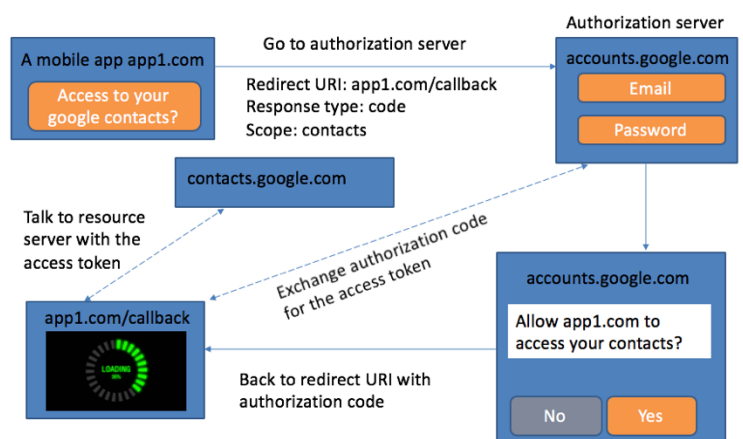 Authorization server
A mobile app app1.com
Access to your
google contacts?
Go to authorization server
Redirect URI: app1.com/callback
Response type: code
Scope: contacts
accounts.google.com
Email
Password
contacts.google.com
Talk to resource
server with the
access token
Exchange authorization code
for the access token
accounts.google.com
Allow app1.com to
access your contacts?
No
Yes
app1.com/callback
LOADING
Back to redirect URI with
authorization code